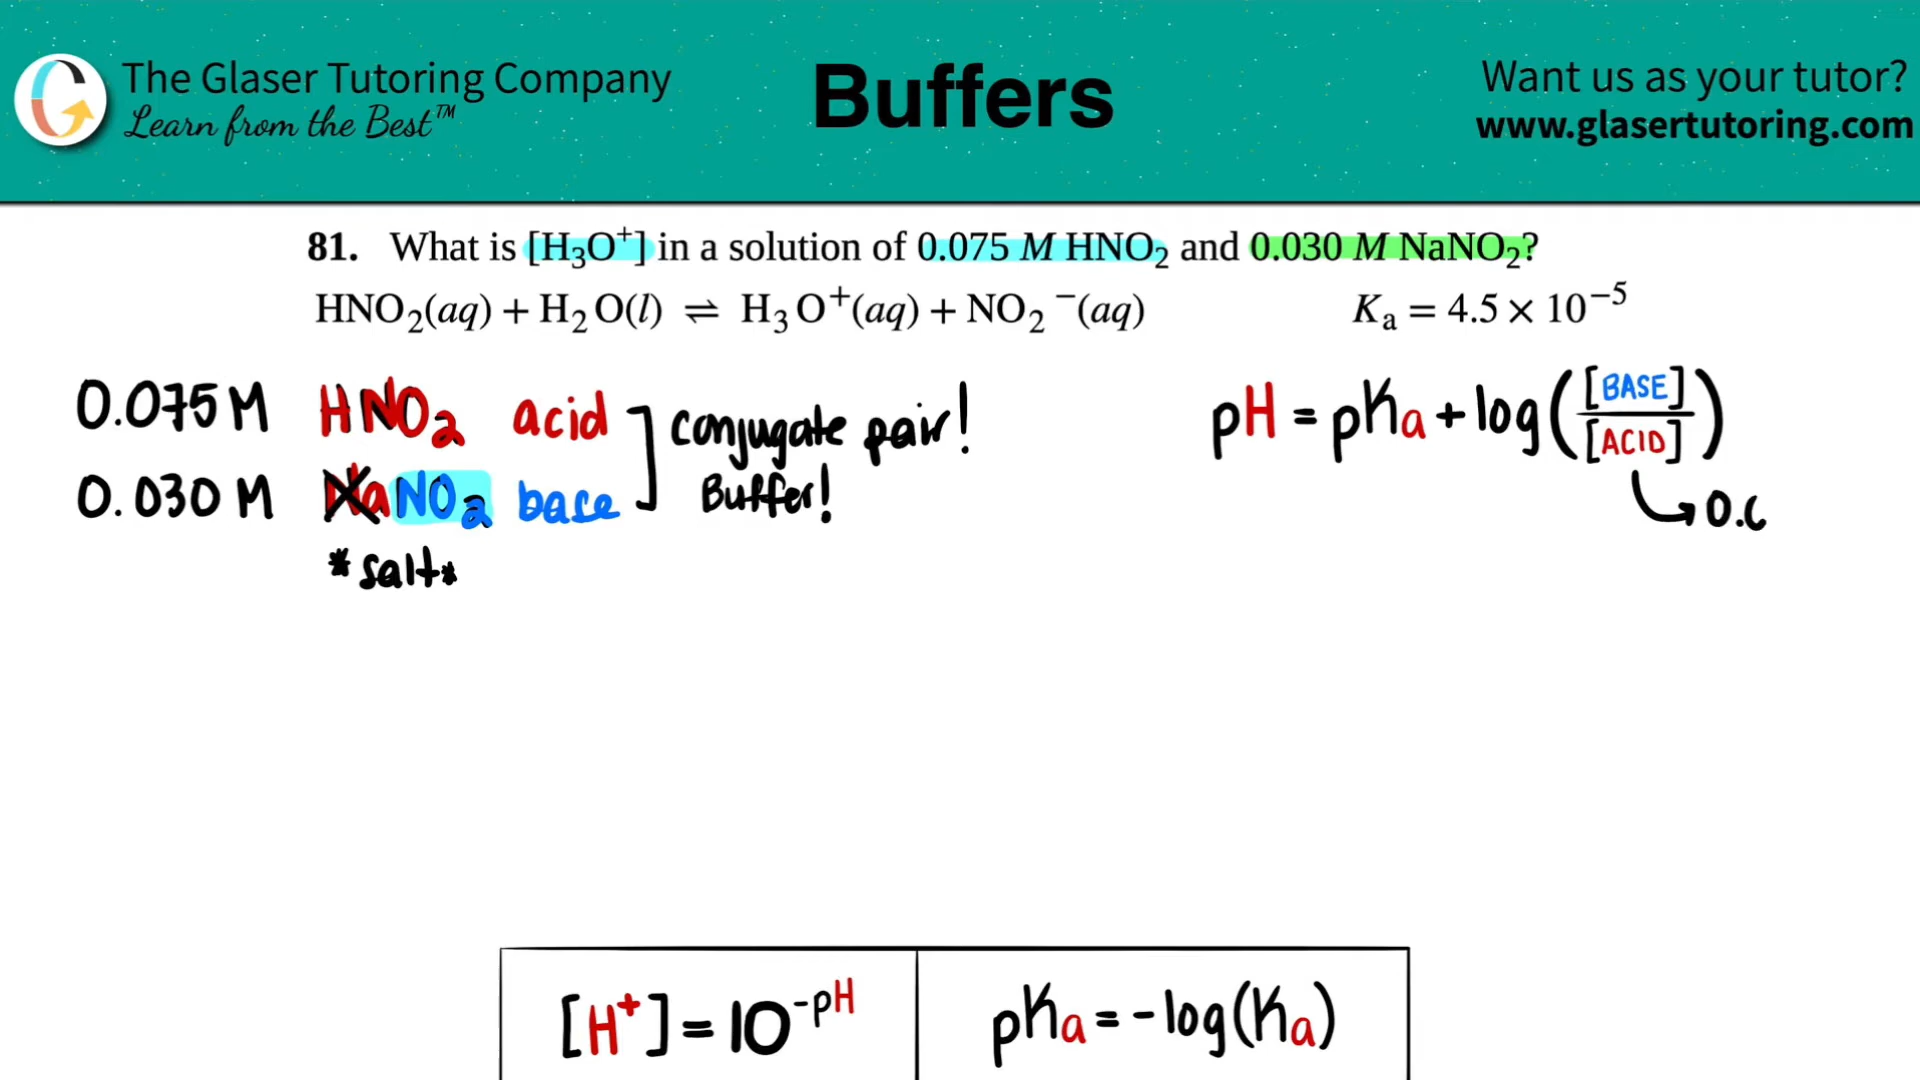 The Glaser Tutoring Company
Learn from the Best™
Buffers
Want us as your tutor?
www.glasertutoring.com
81. What is [H₃O⁺] in a solution of 0.075 M HNO₂ and 0.030 M NaNO₂?
HNO₂(aq) + H₂O(l) ⇌ H₃O⁺(aq) + NO₂⁻(aq) Kₐ = 4.5 × 10⁻⁵
0.075 M HNO₂ acid
0.030 M NaNO₂ base
*salt*
conjugate pair!
Buffer!
pH = pKa + log([BASE]/[ACID])
0.0
[H⁺] = 10^-pH
pKa = -log(Ka)